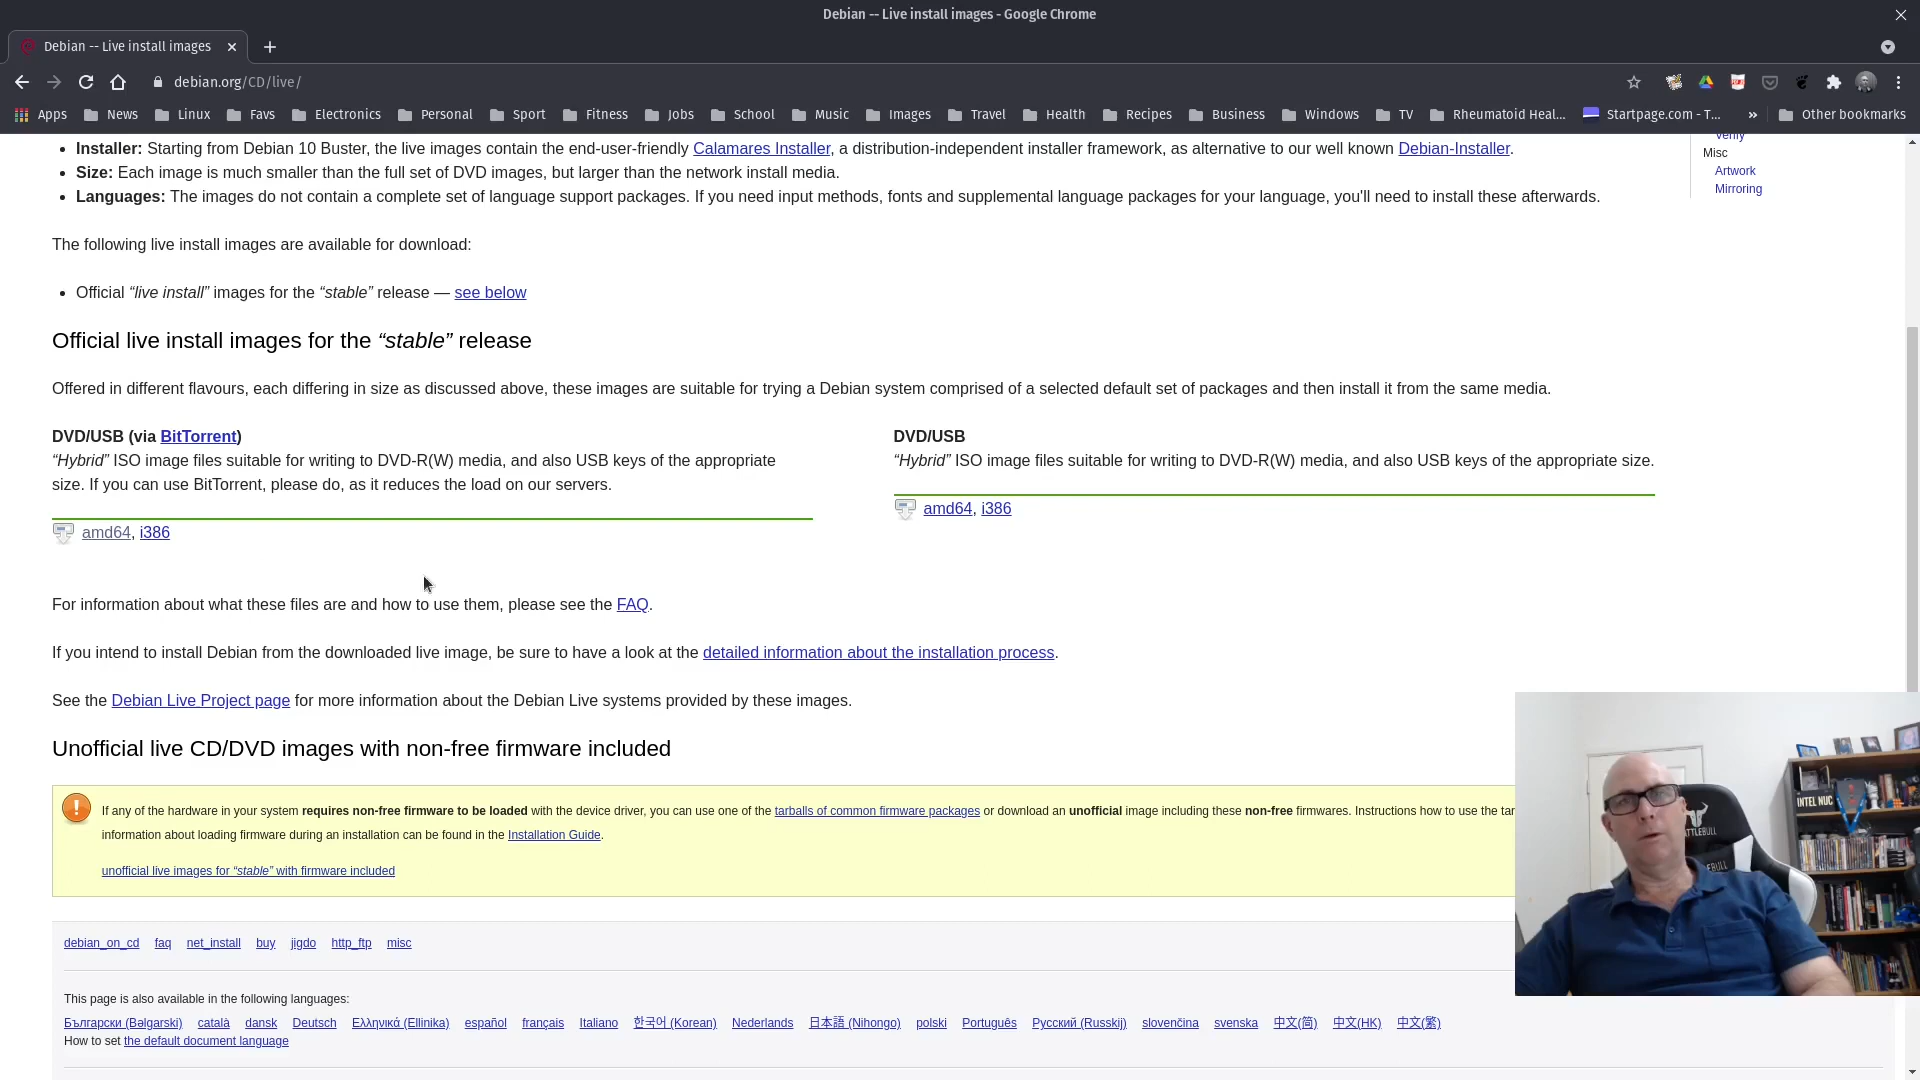 Debian -- Live install images - Google Chrome
Debian -- Live install images
debian.org/CD/live/
Apps News Linux Favs Electronics Personal Sport Fitness Jobs School Music Images Travel Health Recipes Business Windows TV Rheumatoid Heal... Startpage.com - T... » Other bookmarks
Verify
Misc
Artwork
Mirroring
• Installer: Starting from Debian 10 Buster, the live images contain the end-user-friendly Calamares Installer, a distribution-independent installer framework, as alternative to our well known Debian-Installer.
• Size: Each image is much smaller than the full set of DVD images, but larger than the network install media.
• Languages: The images do not contain a complete set of language support packages. If you need input methods, fonts and supplemental language packages for your language, you'll need to install these afterwards.
The following live install images are available for download:
• Official “live install” images for the “stable” release — see below
Official live install images for the “stable” release
Offered in different flavours, each differing in size as discussed above, these images are suitable for trying a Debian system comprised of a selected default set of packages and then install it from the same media.
DVD/USB (via BitTorrent)
“Hybrid” ISO image files suitable for writing to DVD-R(W) media, and also USB keys of the appropriate
size. If you can use BitTorrent, please do, as it reduces the load on our servers.
amd64, i386
DVD/USB
“Hybrid” ISO image files suitable for writing to DVD-R(W) media, and also USB keys of the appropriate size.
amd64, i386
For information about what these files are and how to use them, please see the FAQ.
If you intend to install Debian from the downloaded live image, be sure to have a look at the detailed information about the installation process.
See the Debian Live Project page for more information about the Debian Live systems provided by these images.
Unofficial live CD/DVD images with non-free firmware included
If any of the hardware in your system requires non-free firmware to be loaded with the device driver, you can use one of the tarballs of common firmware packages or download an unofficial image including these non-free firmwares. Instructions how to use the tar
information about loading firmware during an installation can be found in the Installation Guide.
unofficial live images for “stable” with firmware included
INTEL NUC
TTLEBULL
BULL
debian_on_cd faq net_install buy jigdo http_ftp misc
This page is also available in the following languages:
Български (Bəlgarski) català dansk Deutsch Ελληνικά (Ellinika) español français Italiano 한국어 (Korean) Nederlands 日本語 (Nihongo) polski Português Русский (Russkij) slovenčina svenska 中文(简) 中文(HK) 中文(繁)
How to set the default document language